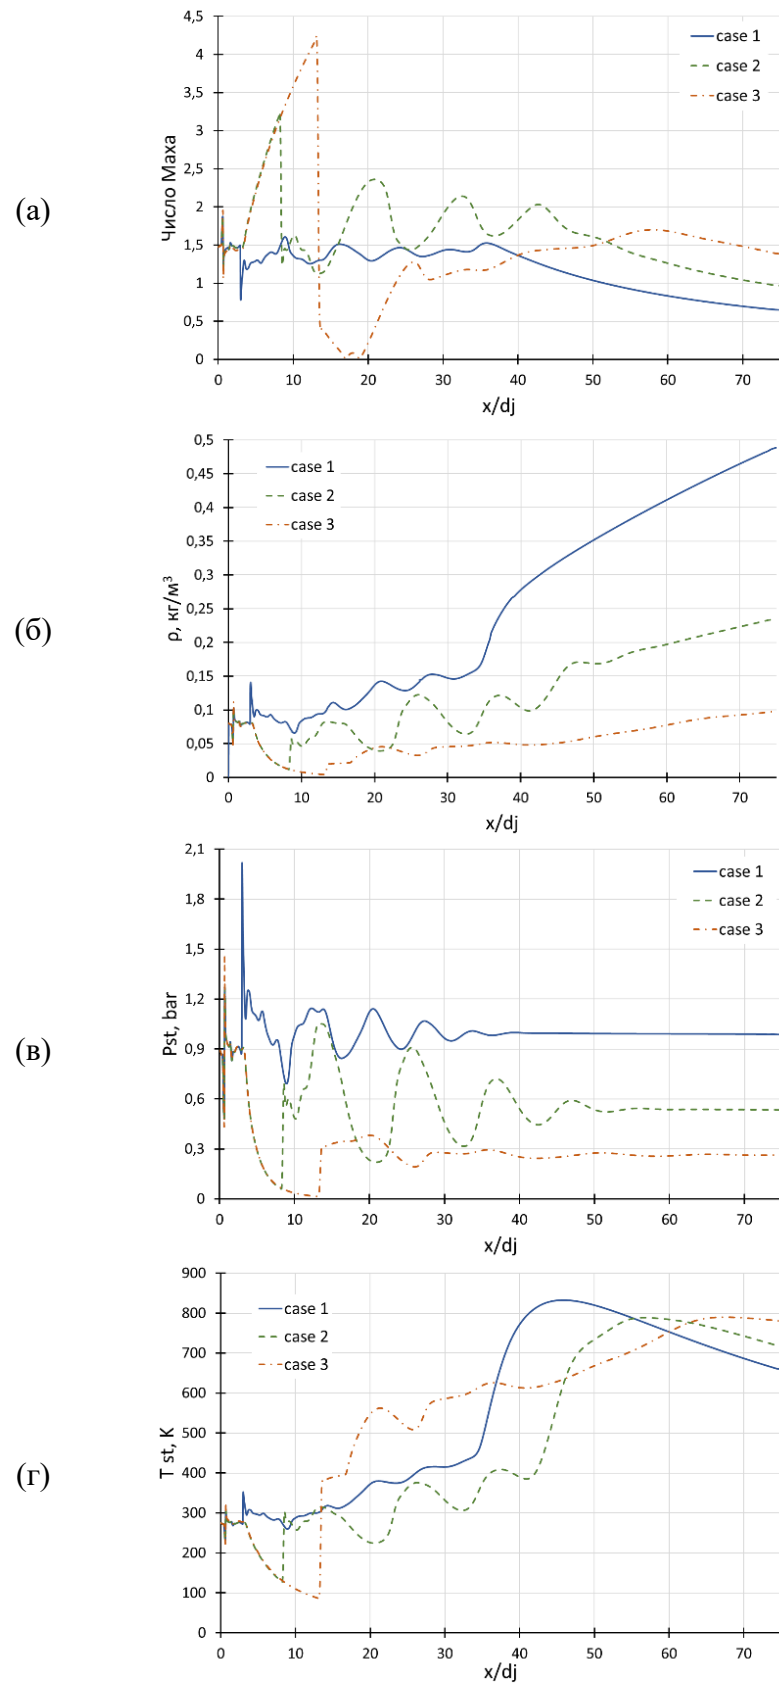 (а)
Число Маха
4,5
4
3,5
3
2,5
2
1,5
1
0,5
0
case 1
case 2
case 3
0 10 20 30 40 50 60 70
x/dj
(б)
ρ, кг/м³
0,5
0,45
0,4
0,35
0,3
0,25
0,2
0,15
0,1
0,05
0
case 1
case 2
case 3
0 10 20 30 40 50 60 70
x/dj
(в)
Pst, bar
2,1
1,8
1,5
1,2
0,9
0,6
0,3
0
case 1
case 2
case 3
0 10 20 30 40 50 60 70
x/dj
(г)
T st, K
900
800
700
600
500
400
300
200
100
0
case 1
case 2
case 3
0 10 20 30 40 50 60 70
x/dj